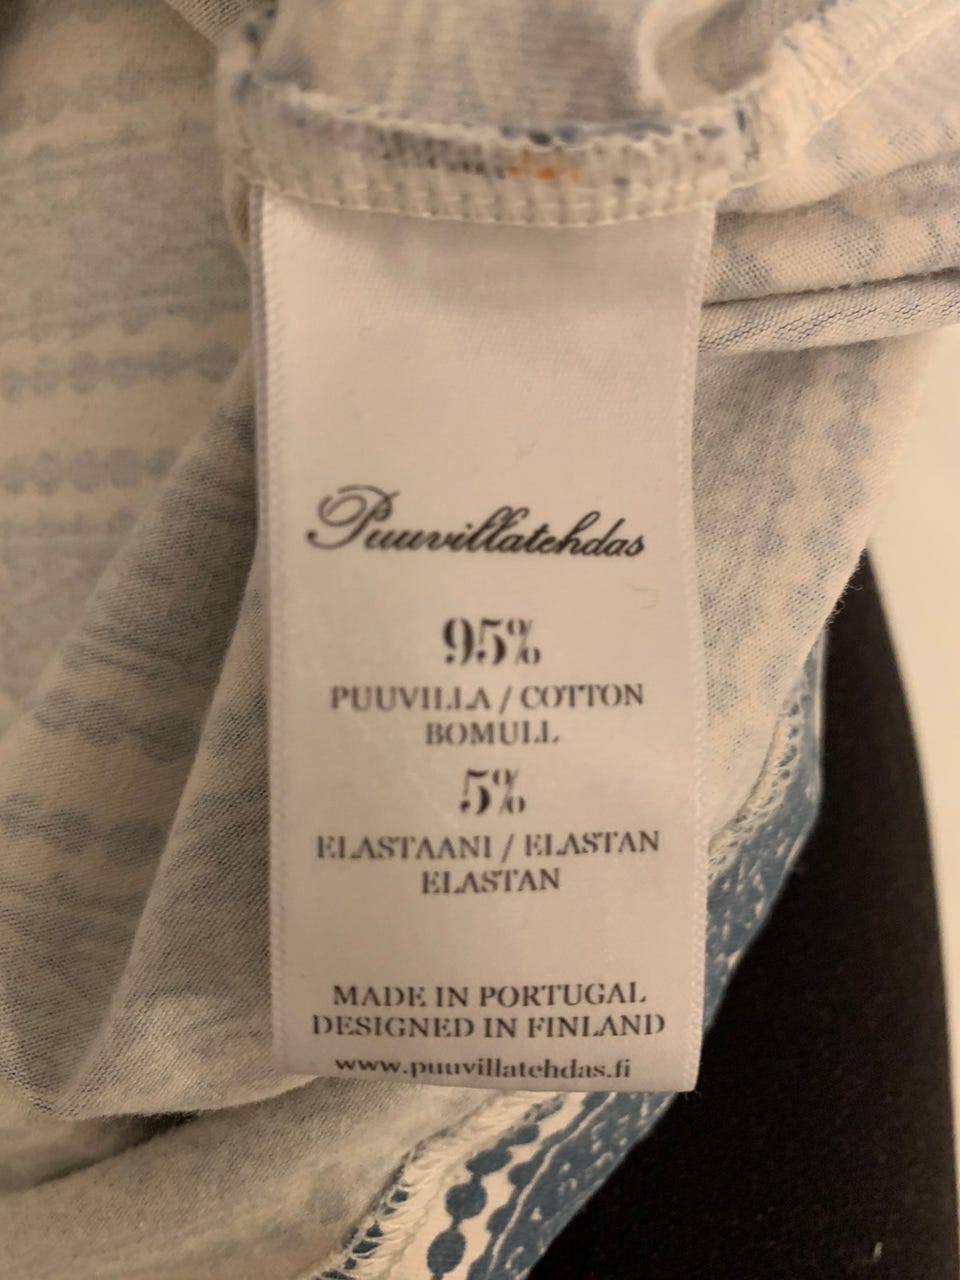 Puuvillatehdas
95%
PUUVILLA / COTTON
BOMULL
5%
ELASTAANI / ELASTAN
ELASTAN
MADE IN PORTUGAL
DESIGNED IN FINLAND
www.puuvillatehdas.fi